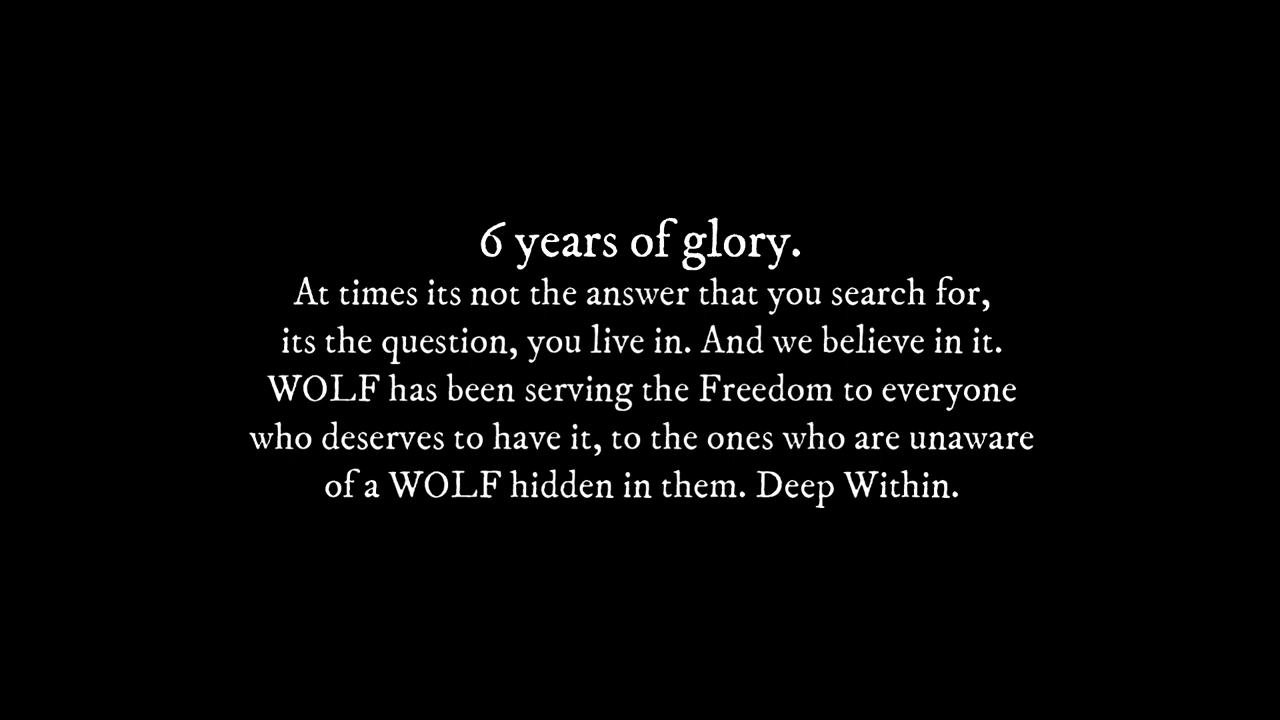 6 years of glory.
At times its not the answer that you search for,
its the question, you live in. And we believe in it.
WOLF has been serving the Freedom to everyone
who deserves to have it, to the ones who are unaware
of a WOLF hidden in them. Deep Within.